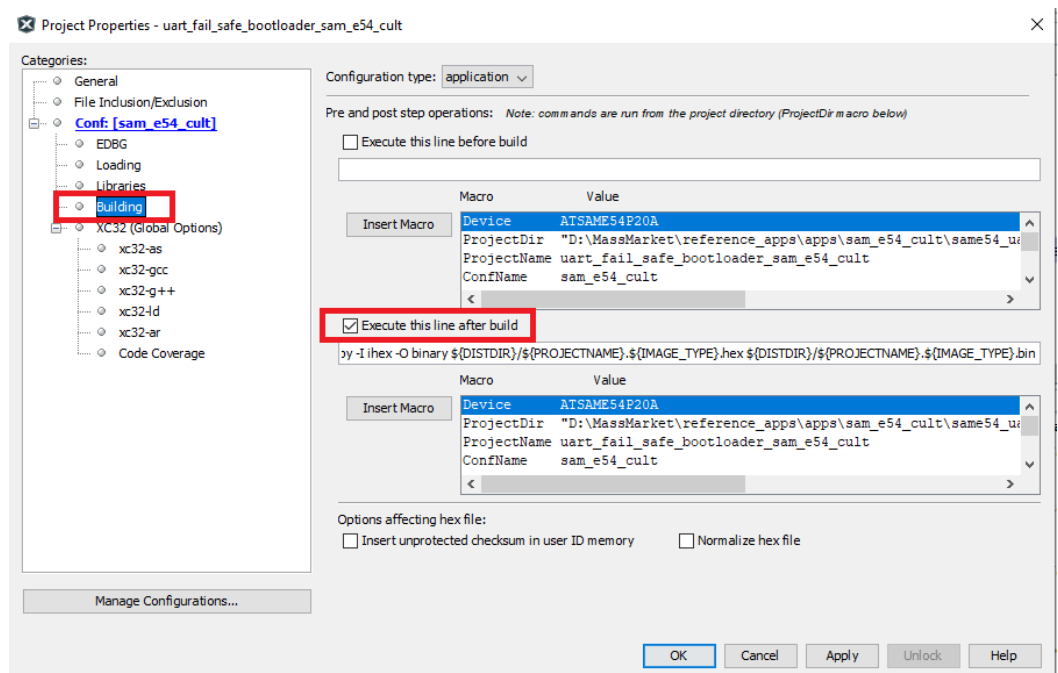 Project Properties - uart_fail_safe_bootloader_sam_e54_cult
Categories:
General
File Inclusion/Exclusion
Conf: [sam_e54_cult]
EDBG
Loading
Libraries
Building
XC32 (Global Options)
xc32-as
xc32-gcc
xc32-g++
xc32-ld
xc32-ar
Code Coverage
Manage Configurations...
Configuration type: application
Pre and post step operations: Note: commands are run from the project directory (ProjectDir macro below)
Execute this line before build
Macro Value
Insert Macro
Device ATSAME54P20A
ProjectDir "D:\MassMarket\reference_apps\apps\sam_e54_cult\same54_ua
ProjectName uart_fail_safe_bootloader_sam_e54_cult
ConfName sam_e54_cult
Execute this line after build
py -I ihex -O binary ${DISTDIR}/${PROJECTNAME}.${IMAGE_TYPE}.hex ${DISTDIR}/${PROJECTNAME}.${IMAGE_TYPE}.bin
Macro Value
Insert Macro
Device ATSAME54P20A
ProjectDir "D:\MassMarket\reference_apps\apps\sam_e54_cult\same54_ua
ProjectName uart_fail_safe_bootloader_sam_e54_cult
ConfName sam_e54_cult
Options affecting hex file:
Insert unprotected checksum in user ID memory Normalize hex file
OK Cancel Apply Unlock Help